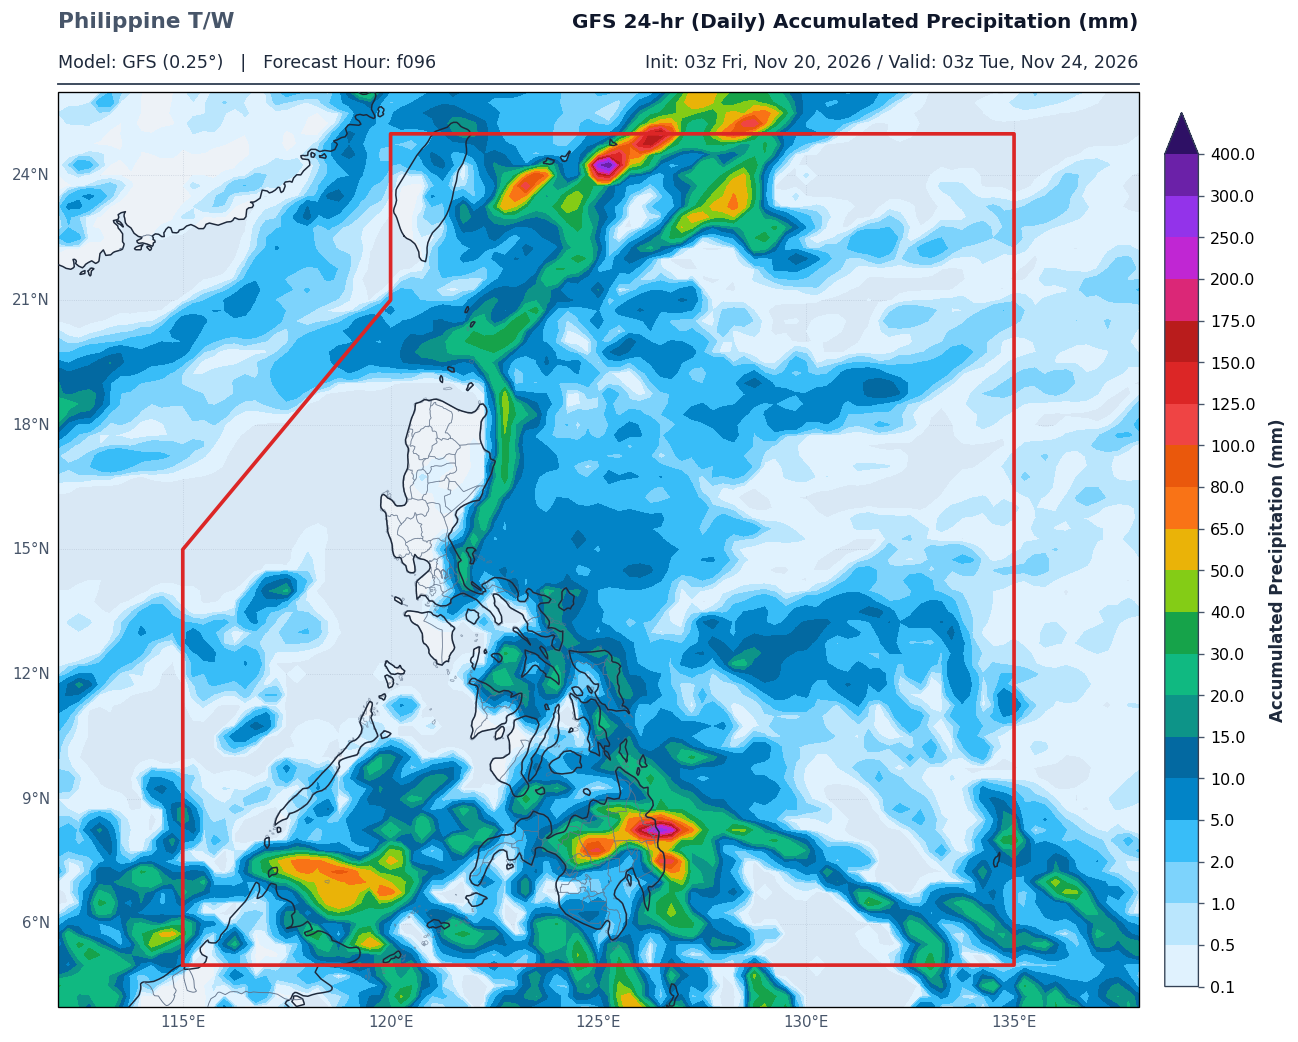 Philippine T/W
GFS 24-hr (Daily) Accumulated Precipitation (mm)
Model: GFS (0.25°) | Forecast Hour: f096
Init: 03z Fri, Nov 20, 2026 / Valid: 03z Tue, Nov 24, 2026
24°N
21°N
18°N
15°N
12°N
9°N
6°N
115°E
120°E
125°E
130°E
135°E
400.0
300.0
250.0
200.0
175.0
150.0
125.0
100.0
80.0
65.0
50.0
40.0
30.0
20.0
15.0
10.0
5.0
2.0
1.0
0.5
0.1
Accumulated Precipitation (mm)